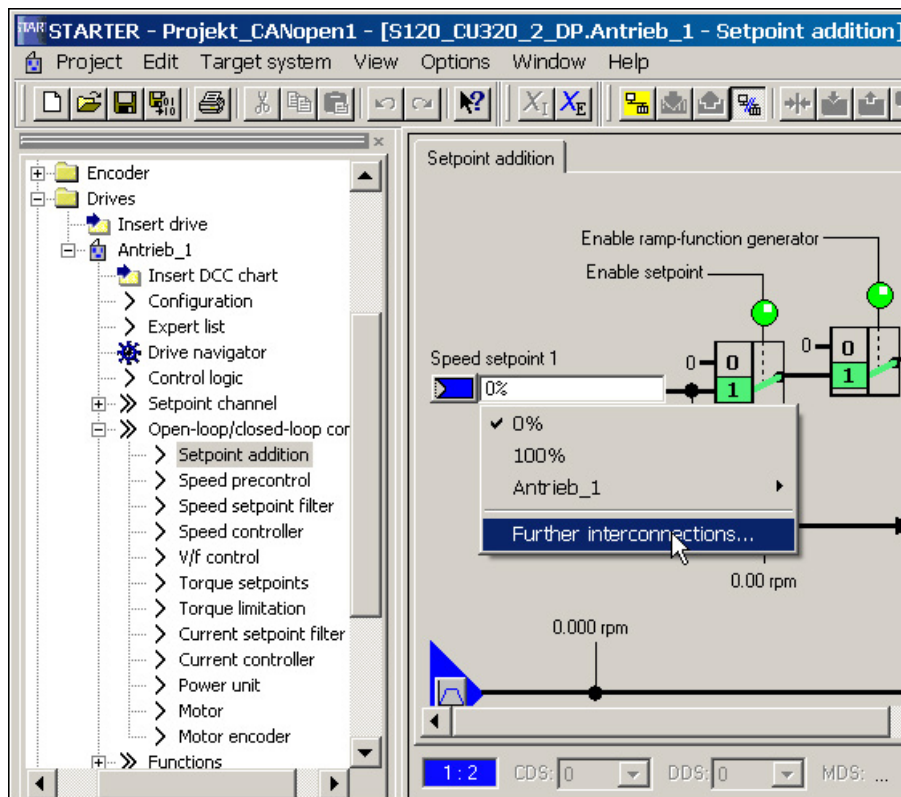 STARTER - Projekt_CANopen1 - [S120_CU320_2_DP.Antrieb_1 - Setpoint addition]
Project Edit Target system View Options Window Help
Setpoint addition
Encoder
Drives
Insert drive
Antrieb_1
Insert DCC chart
Configuration
Expert list
Drive navigator
Control logic
Setpoint channel
Open-loop/closed-loop cor
Setpoint addition
Speed precontrol
Speed setpoint filter
Speed controller
V/f control
Torque setpoints
Torque limitation
Current setpoint filter
Current controller
Power unit
Motor
Motor encoder
Functions
Enable ramp-function generator
Enable setpoint
Speed setpoint 1
0%
0 0
1
0 0
1
0%
100%
Antrieb_1
Further interconnections...
0.00 rpm
0.000 rpm
1 : 2 CDS: 0 DDS: 0 MDS: ...